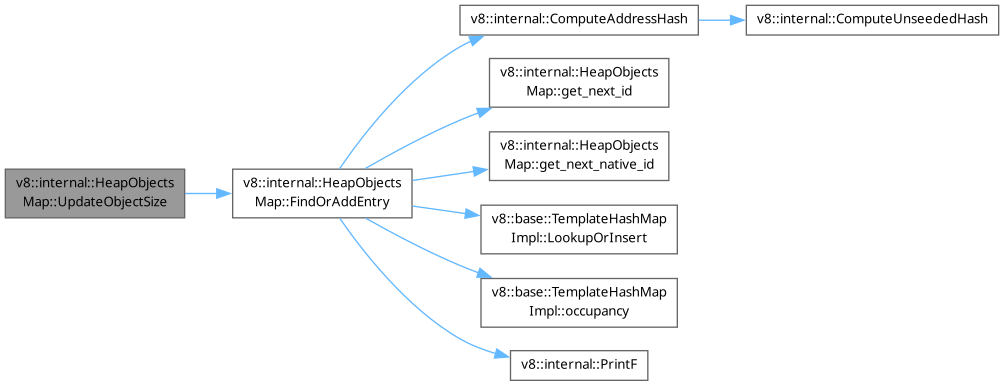 v8::internal::HeapObjects
Map::UpdateObjectSize
v8::internal::HeapObjects
Map::FindOrAddEntry
v8::internal::ComputeAddressHash
v8::internal::ComputeUnseededHash
v8::internal::HeapObjects
Map::get_next_id
v8::internal::HeapObjects
Map::get_next_native_id
v8::base::TemplateHashMap
Impl::LookupOrInsert
v8::base::TemplateHashMap
Impl::occupancy
v8::internal::PrintF